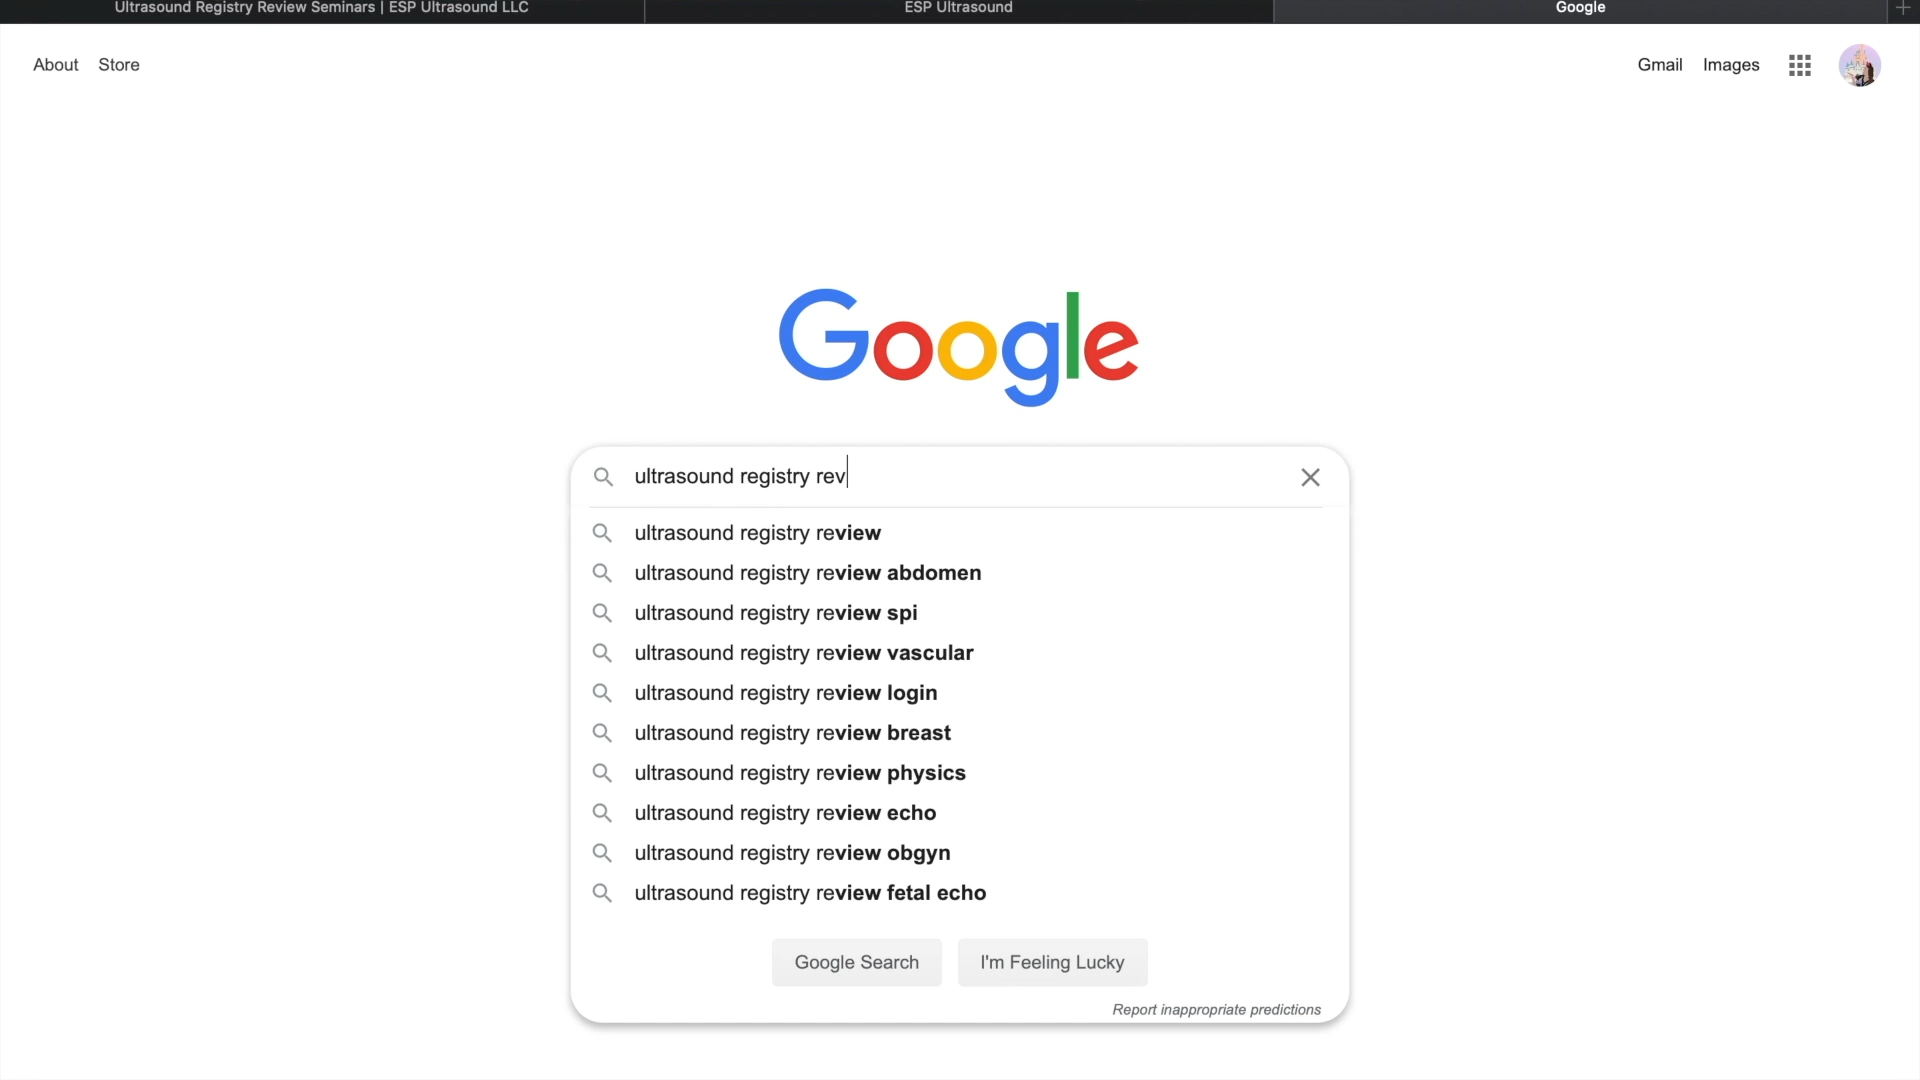 Ultrasound Registry Review Seminars | ESP Ultrasound LLC
ESP Ultrasound
Google
About
Store
Gmail
Images
Google
ultrasound registry rev
ultrasound registry review
ultrasound registry review abdomen
ultrasound registry review spi
ultrasound registry review vascular
ultrasound registry review login
ultrasound registry review breast
ultrasound registry review physics
ultrasound registry review echo
ultrasound registry review obgyn
ultrasound registry review fetal echo
Google Search
I'm Feeling Lucky
Report inappropriate predictions